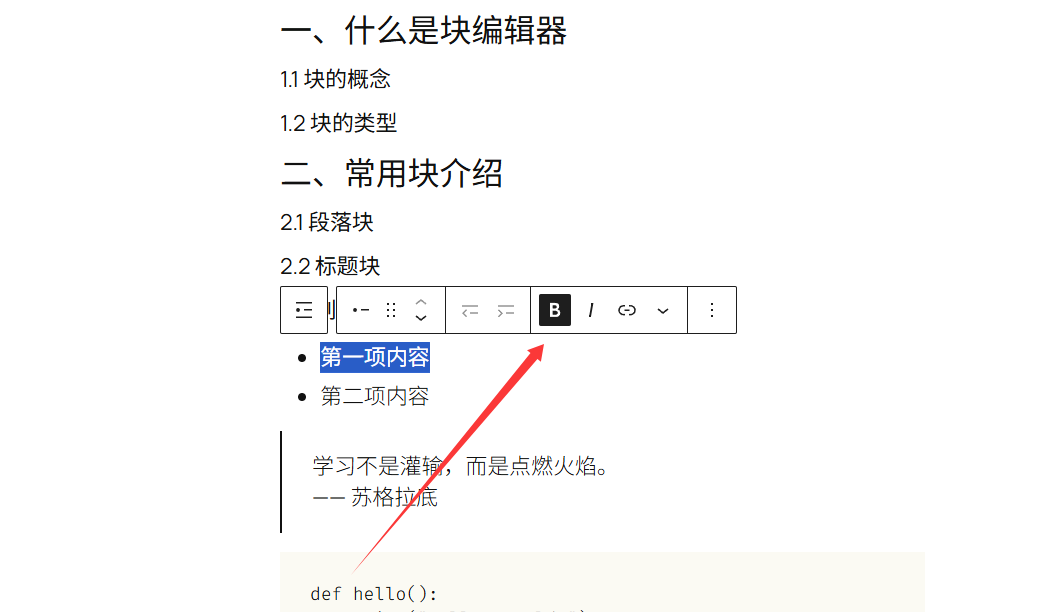 一、什么是块编辑器
1.1 块的概念
1.2 块的类型
二、常用块介绍
2.1 段落块
2.2 标题块
B I
第一项内容
第二项内容
学习不是灌输，而是点燃火焰。
—— 苏格拉底
def hello():